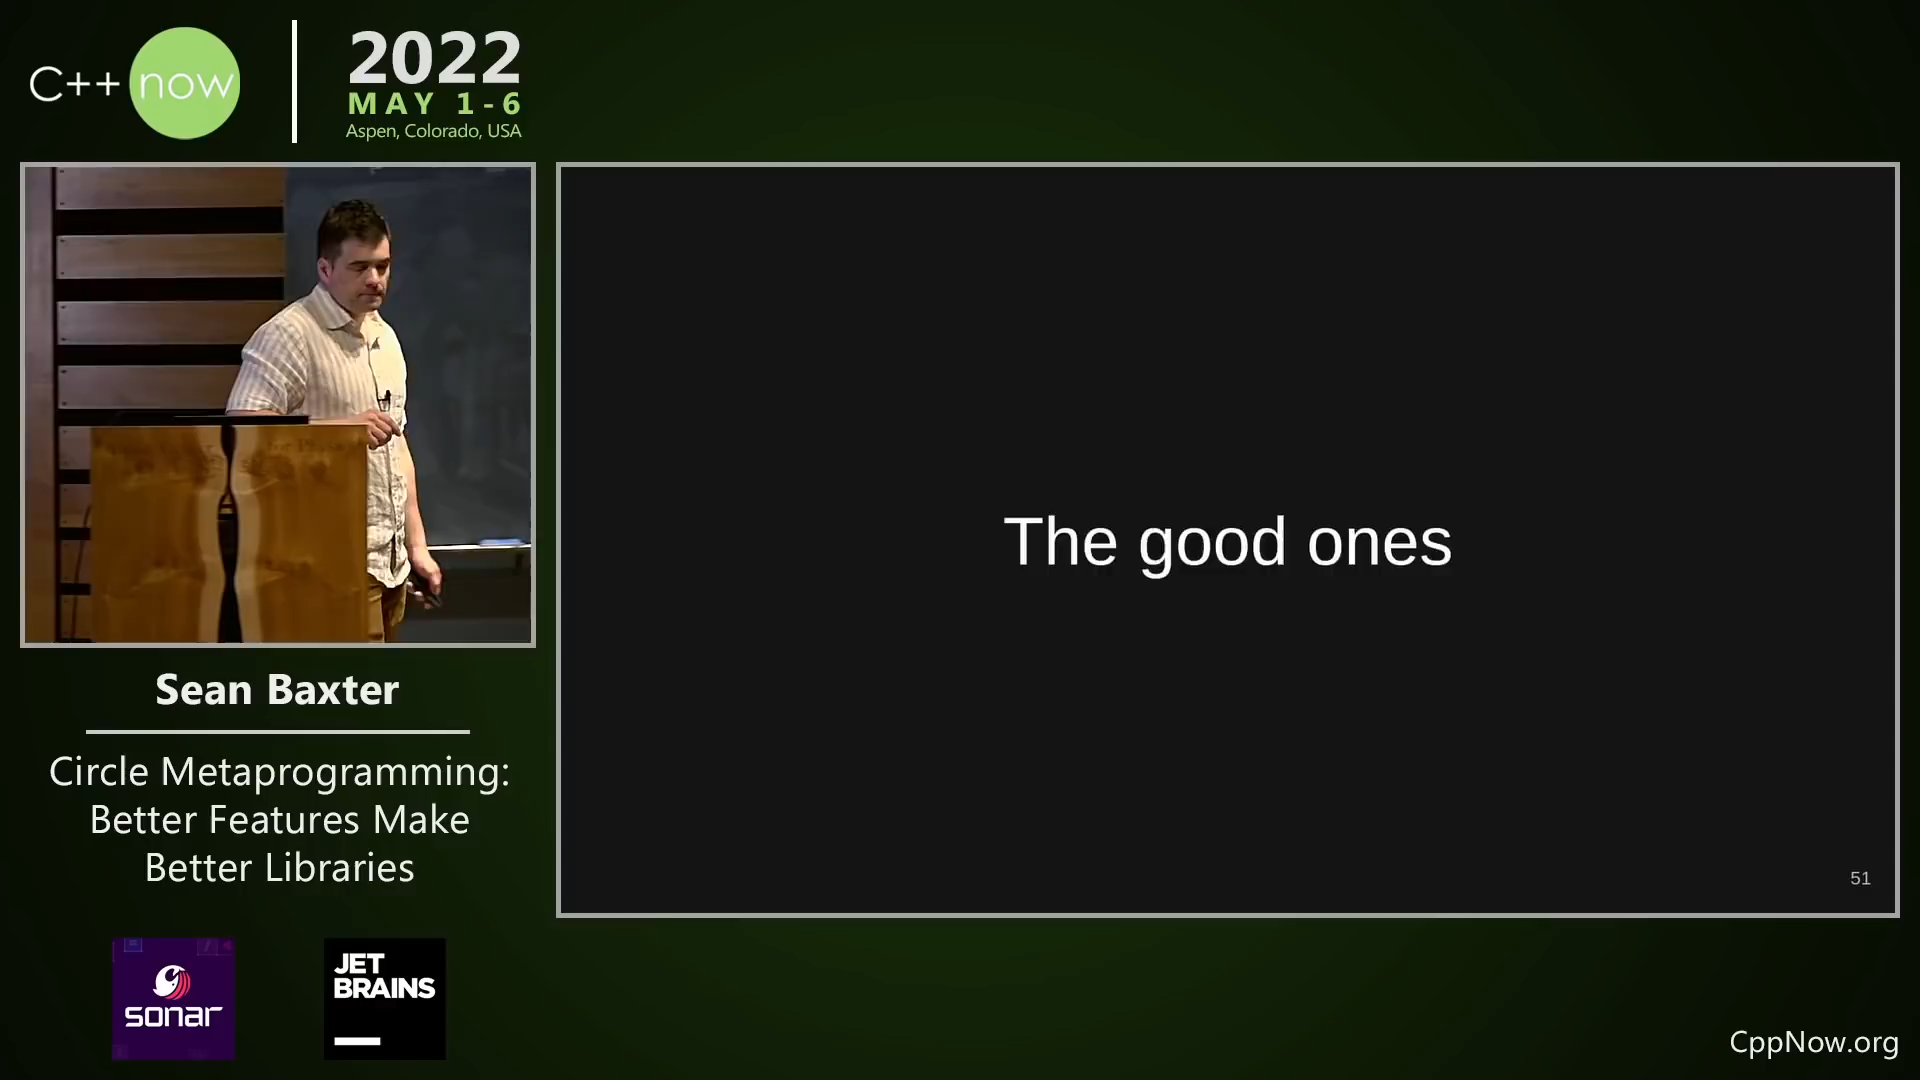 C++ now
2022
MAY 1-6
Aspen, Colorado, USA
The good ones
51
Sean Baxter
Circle Metaprogramming:
Better Features Make
Better Libraries
sonar
JET
BRAINS
CppNow.org